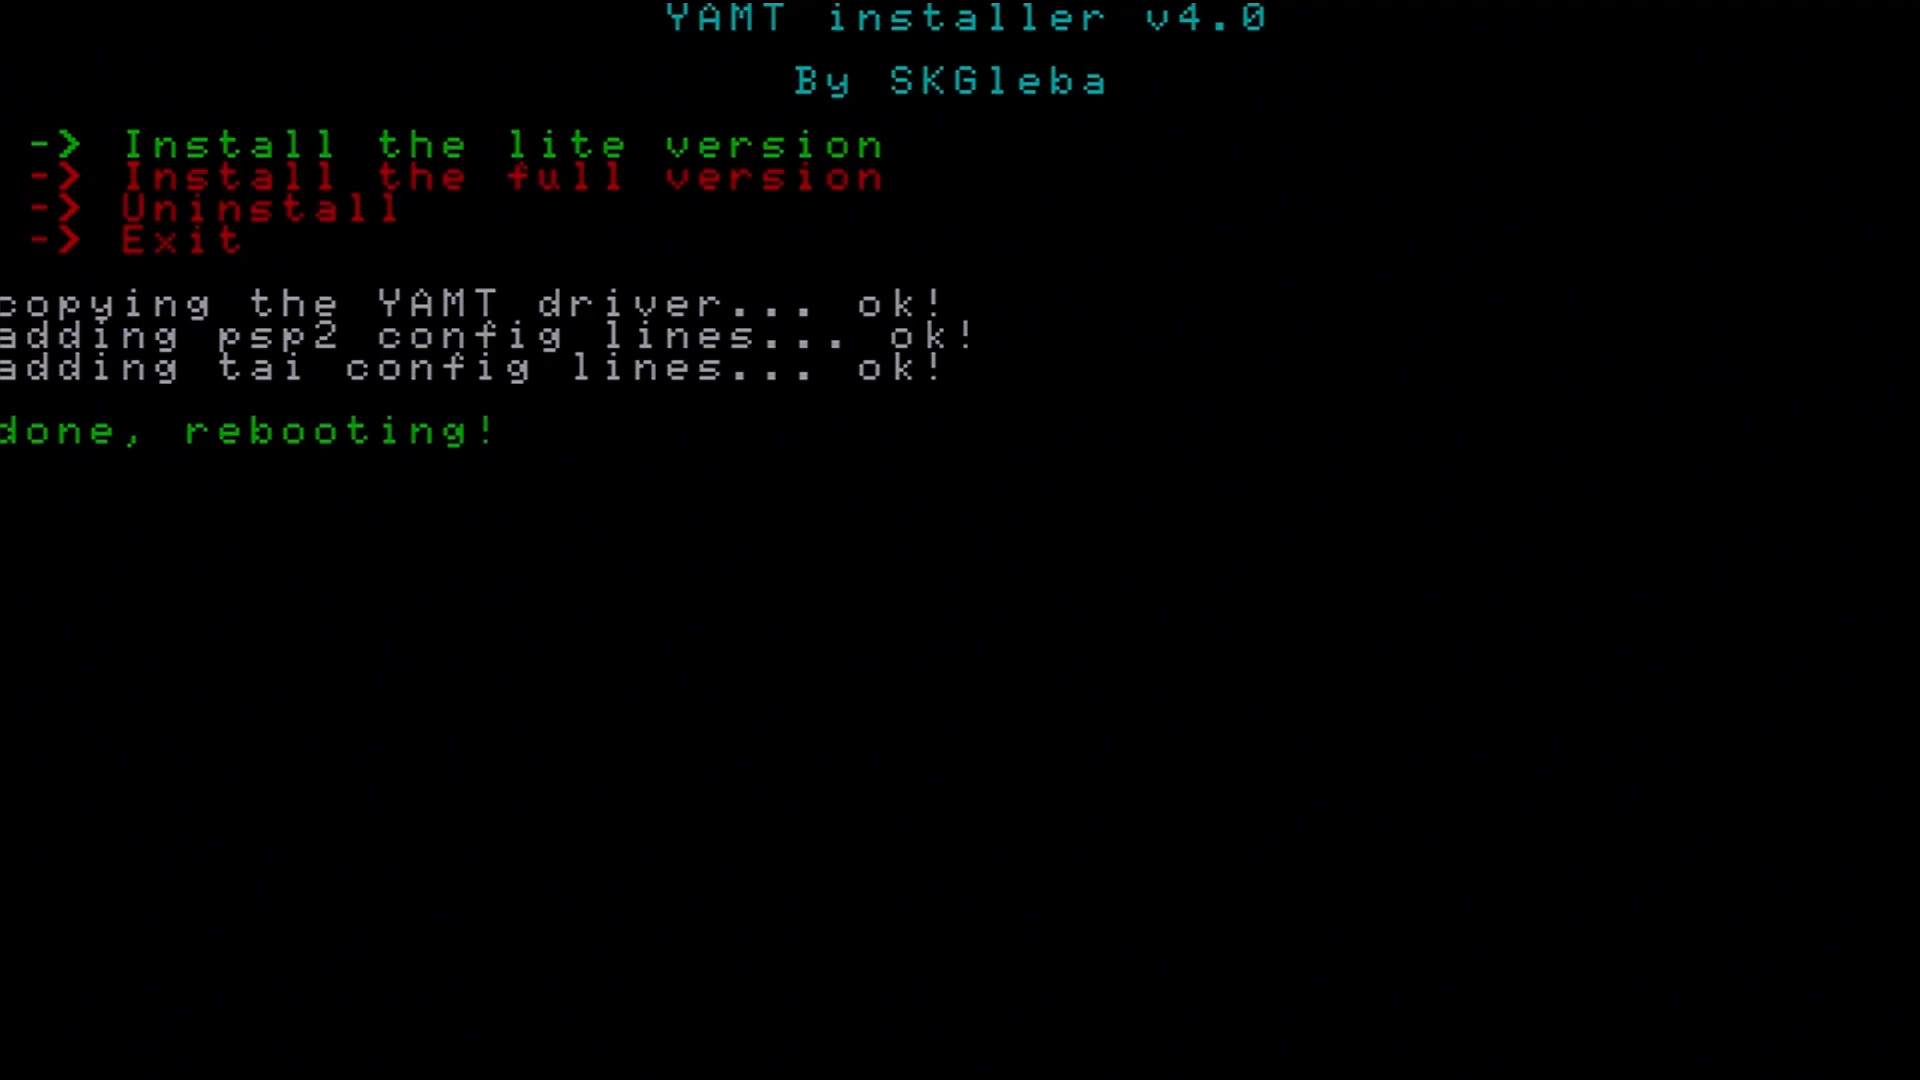 YAMT installer v4.0
By SKGleba
-> Install the lite version
-> Install the full version
-> Uninstall
-> Exit
copying the YAMT driver... ok!
adding psp2 config lines... ok!
adding tai config lines... ok!
done, rebooting!